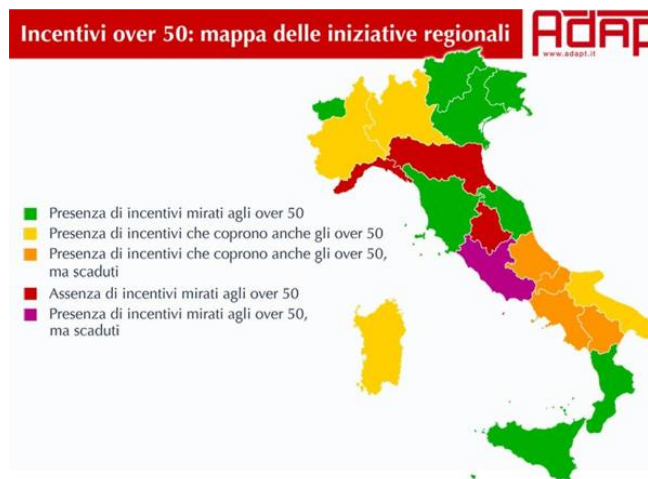 Incentivi over 50: mappa delle iniziative regionali
ADAPT
www.adapt.it
Presenza di incentivi mirati agli over 50
Presenza di incentivi che coprono anche gli over 50
Presenza di incentivi che coprono anche gli over 50,
ma scaduti
Assenza di incentivi mirati agli over 50
Presenza di incentivi mirati agli over 50,
ma scaduti